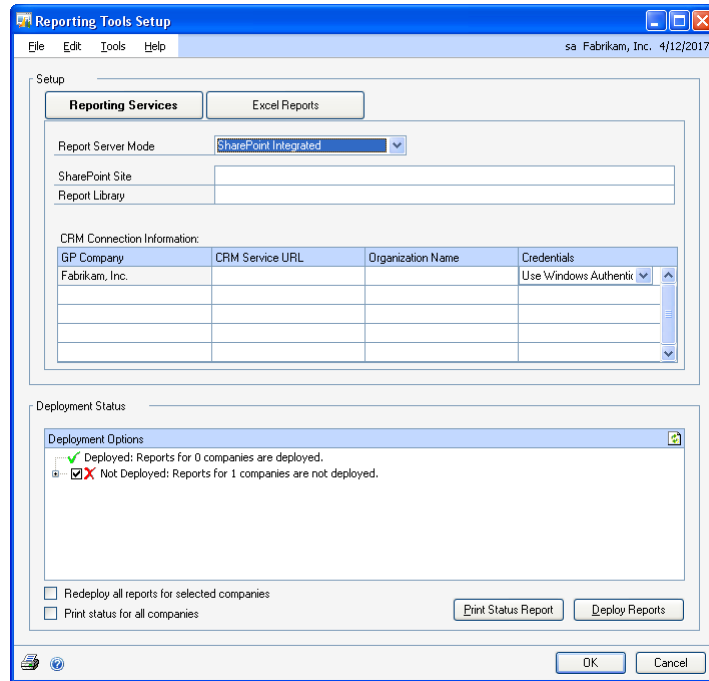 Reporting Tools Setup
File Edit Tools Help sa Fabrikam, Inc. 4/12/2017
Setup
Reporting Services Excel Reports
Report Server Mode SharePoint Integrated
SharePoint Site
Report Library
CRM Connection Information:
GP Company CRM Service URL Organization Name Credentials
Fabrikam, Inc. Use Windows Authentic
Deployment Status
Deployment Options
Deployed: Reports for 0 companies are deployed.
Not Deployed: Reports for 1 companies are not deployed.
Redeploy all reports for selected companies
Print status for all companies
Print Status Report Deploy Reports
OK Cancel